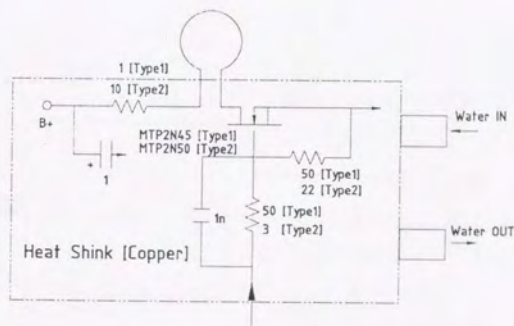 1 [Type1]
10 [Type2]
B+
Water IN
MTP2N45 [Type1]
MTP2N50 [Type2]
+
1
50 [Type1]
22 [Type2]
1n
50 [Type1]
3 [Type2]
Water OUT
Heat Shink [Copper]